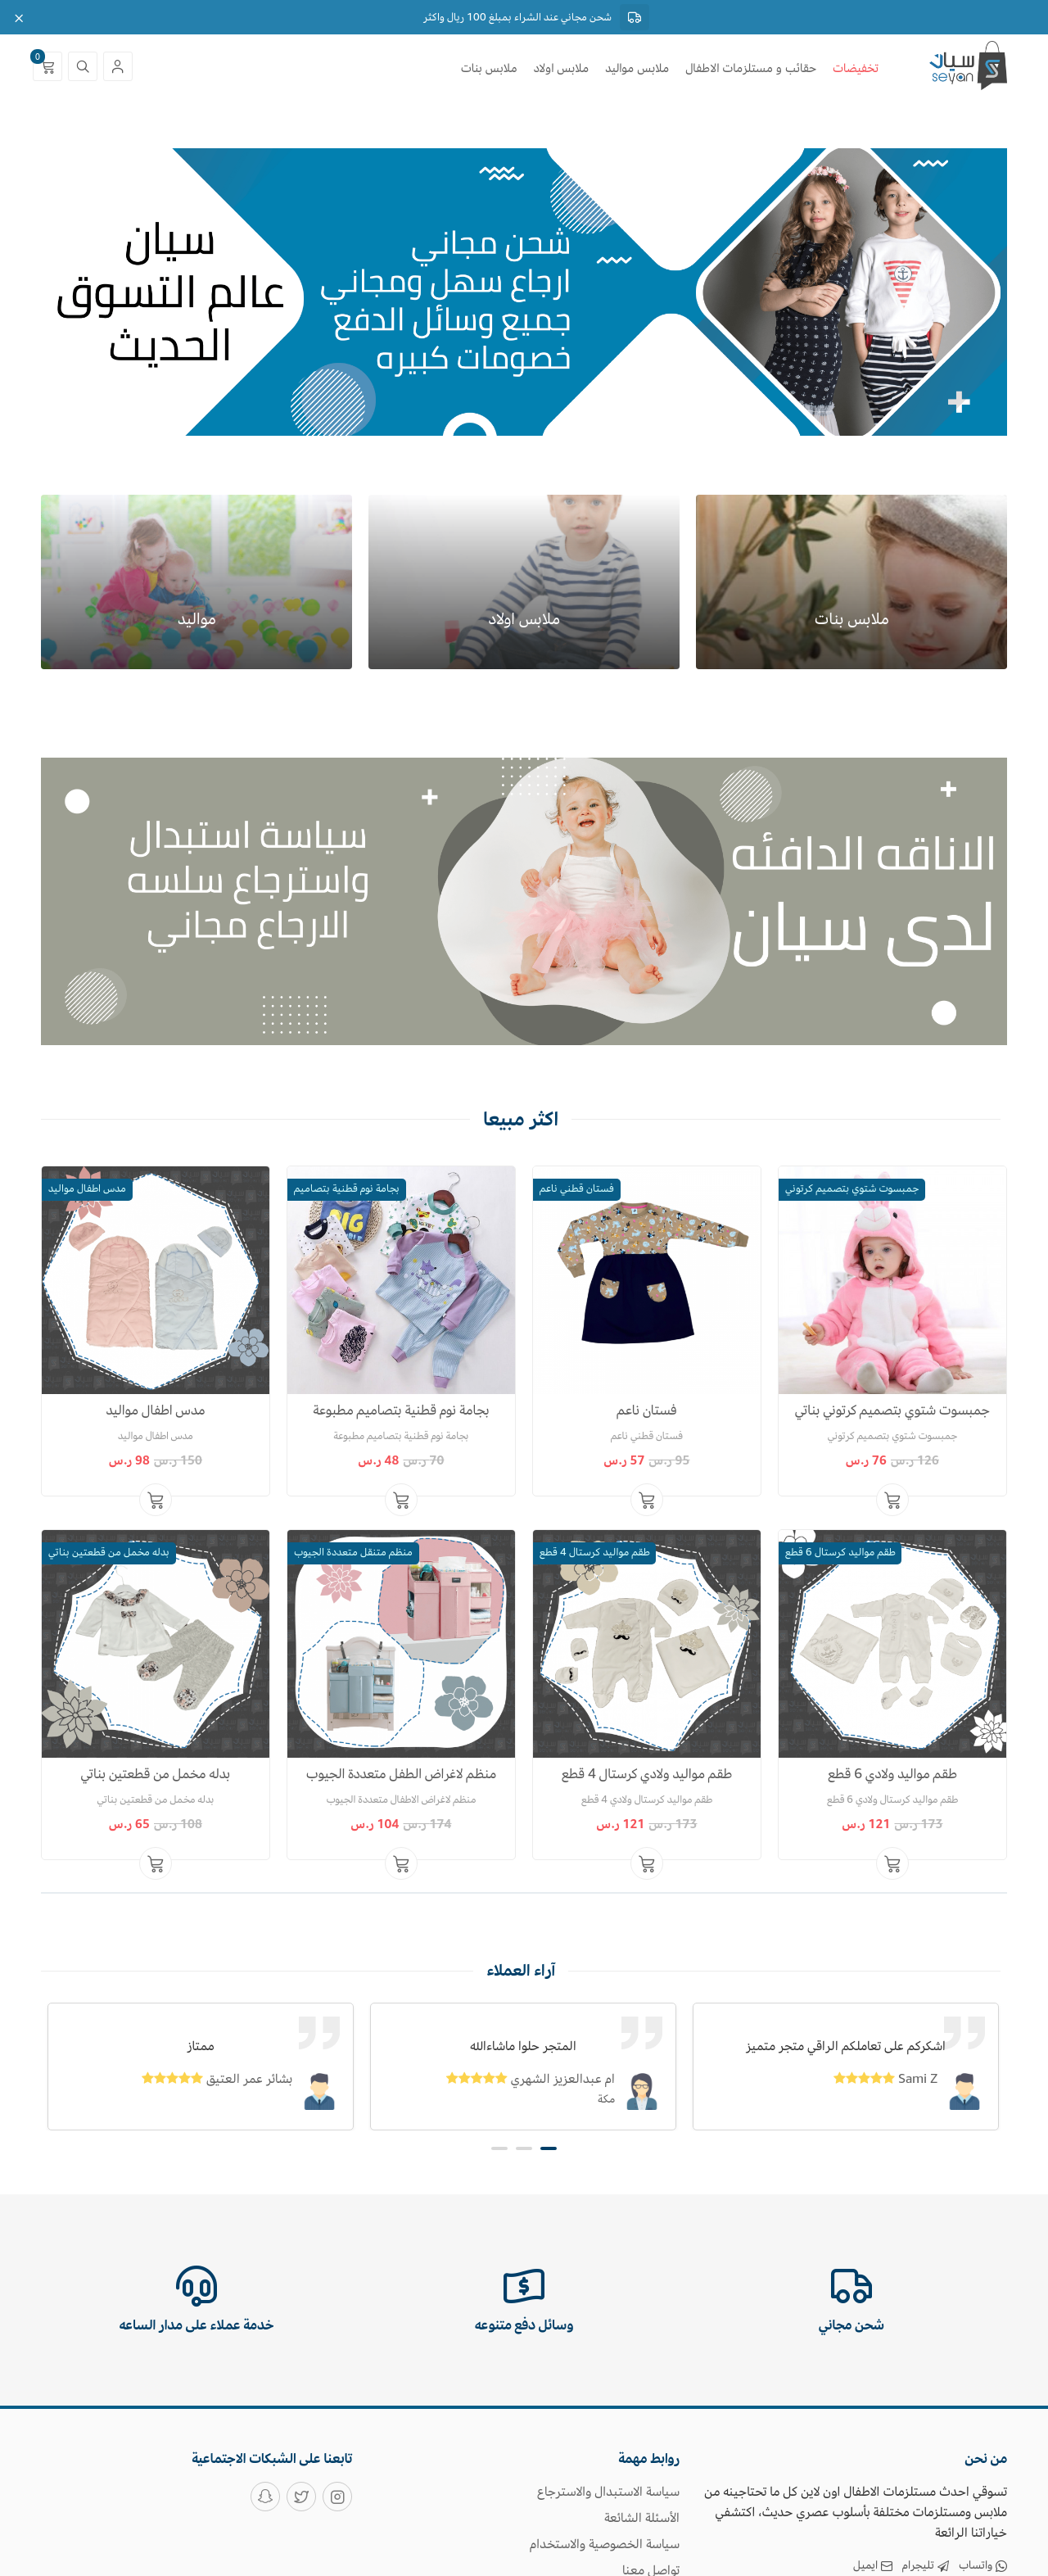 شحن مجاني عند الشراء بمبلغ 100 ريال واكثر
سيان
seyan
تخفيضات
حقائب و مستلزمات الاطفال
ملابس مواليد
ملابس اولاد
ملابس بنات
0
شحن مجاني
ارجاع سهل ومجاني
جميع وسائل الدفع
خصومات كبيره
سيان
عالم التسوق
الحديث
ملابس بنات
ملابس اولاد
مواليد
الاناقه الدافئه
لدى سيان
سياسة استبدال
واسترجاع سلسه
الارجاع مجاني
اكثر مبيعا
جمبسوت شتوي بتصميم كرتوني
جمبسوت شتوي بتصميم كرتوني بناتي
جمبسوت شتوي بتصميم كرتوني
126 ر.س 76 ر.س
فستان قطني ناعم
فستان ناعم
فستان قطني ناعم
95 ر.س 57 ر.س
بجامة نوم قطنية بتصاميم
بجامة نوم قطنية بتصاميم مطبوعة
بجامة نوم قطنية بتصاميم مطبوعة
70 ر.س 48 ر.س
مدس اطفال مواليد
مدس اطفال مواليد
مدس اطفال مواليد
150 ر.س 98 ر.س
طقم مواليد كرستال 6 قطع
طقم مواليد ولادي 6 قطع
طقم مواليد كرستال ولادي 6 قطع
173 ر.س 121 ر.س
طقم مواليد كرستال 4 قطع
طقم مواليد ولادي كرستال 4 قطع
طقم مواليد كرستال ولادي 4 قطع
173 ر.س 121 ر.س
منظم متنقل متعددة الجيوب
منظم لاغراض الطفل متعددة الجيوب
منظم لاغراض الاطفال متعددة الجيوب
174 ر.س 104 ر.س
بدله مخمل من قطعتين بناتي
بدله مخمل من قطعتين بناتي
بدله مخمل من قطعتين بناتي
108 ر.س 65 ر.س
آراء العملاء
اشكركم على تعاملكم الراقي متجر متميز
Sami Z
المتجر حلوا ماشاءالله
ام عبدالعزيز الشهري
مكة
ممتاز
بشائر عمر العتيق
شحن مجاني
وسائل دفع متنوعه
خدمة عملاء على مدار الساعه
من نحن
تسوقي احدث مستلزمات الاطفال اون لاين كل ما تحتاجينه من
ملابس ومستلزمات مختلفة بأسلوب عصري حديث، اكتشفي
خياراتنا الرائعة
واتساب
تليجرام
ايميل
روابط مهمة
سياسة الاستبدال والاسترجاع
الأسئلة الشائعة
سياسة الخصوصية والاستخدام
تواصل معنا
تابعنا على الشبكات الاجتماعية